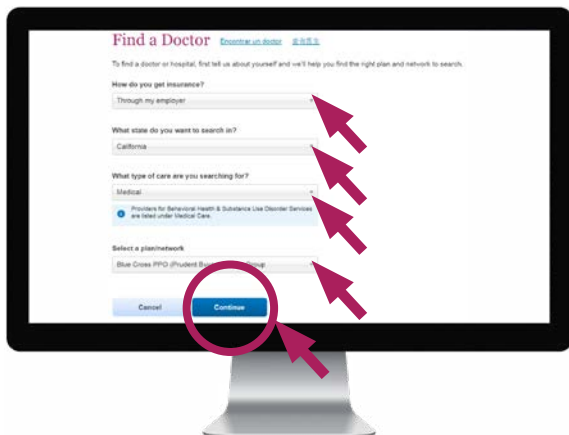 Find a Doctor Encontrar un doctor
To find a doctor or hospital, first tell us about yourself and we'll help you find the right plan and network to search.
How do you get insurance?
Through my employer
What state do you want to search in?
California
What type of care are you searching for?
Medical
Providers for Behavioral Health & Substance Use Disorder Services
are listed under Medical Care.
Select a plan/network
Blue Cross PPO (Prudent Group
Cancel Continue